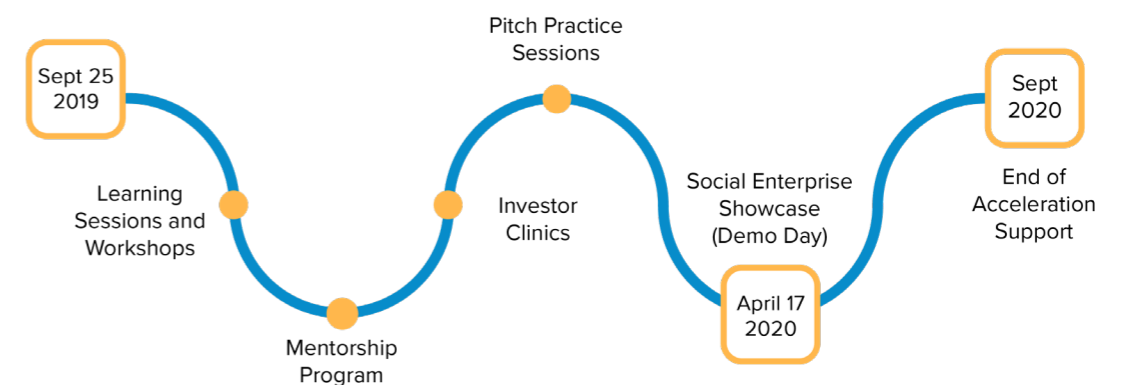 Sept 25
2019
Learning
Sessions and
Workshops
Mentorship
Program
Investor
Clinics
Pitch Practice
Sessions
Social Enterprise
Showcase
(Demo Day)
April 17
2020
Sept
2020
End of
Acceleration
Support